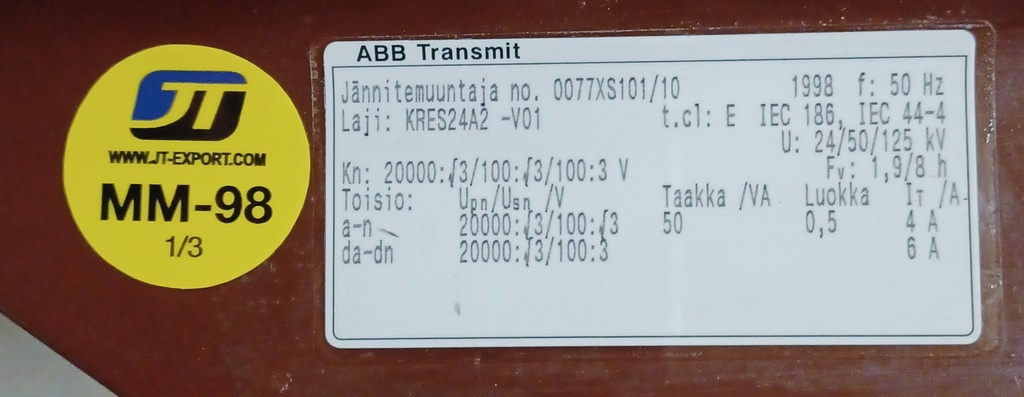 JT
WWW.JT-EXPORT.COM
MM-98
1/3
ABB Transmit
Jännitemuuntaja no. 0077XS101/10 1998 f: 50 Hz
Laji: KRES24A2 -V01 t.cl: E IEC 186, IEC 44-4
U: 24/50/125 kV
Kn: 20000:√3/100:√3/100:3 V Fv: 1,9/8 h
Toisio: Upn/Usn /V Taakka /VA Luokka IT /A
a-n 20000:√3/100:√3 50 0,5 4 A
da-dn 20000:√3/100:3 6 A